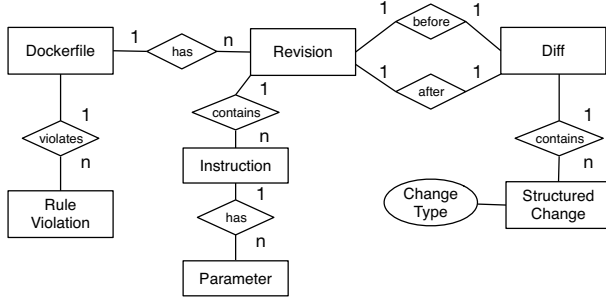 1
1
before
Dockerfile
1
has
n
Revision
Diff
1
1
after
1
1
1
contains
violates
contains
n
n
n
Instruction
Rule
Violation
1
Change
Type
Structured
Change
has
n
Parameter